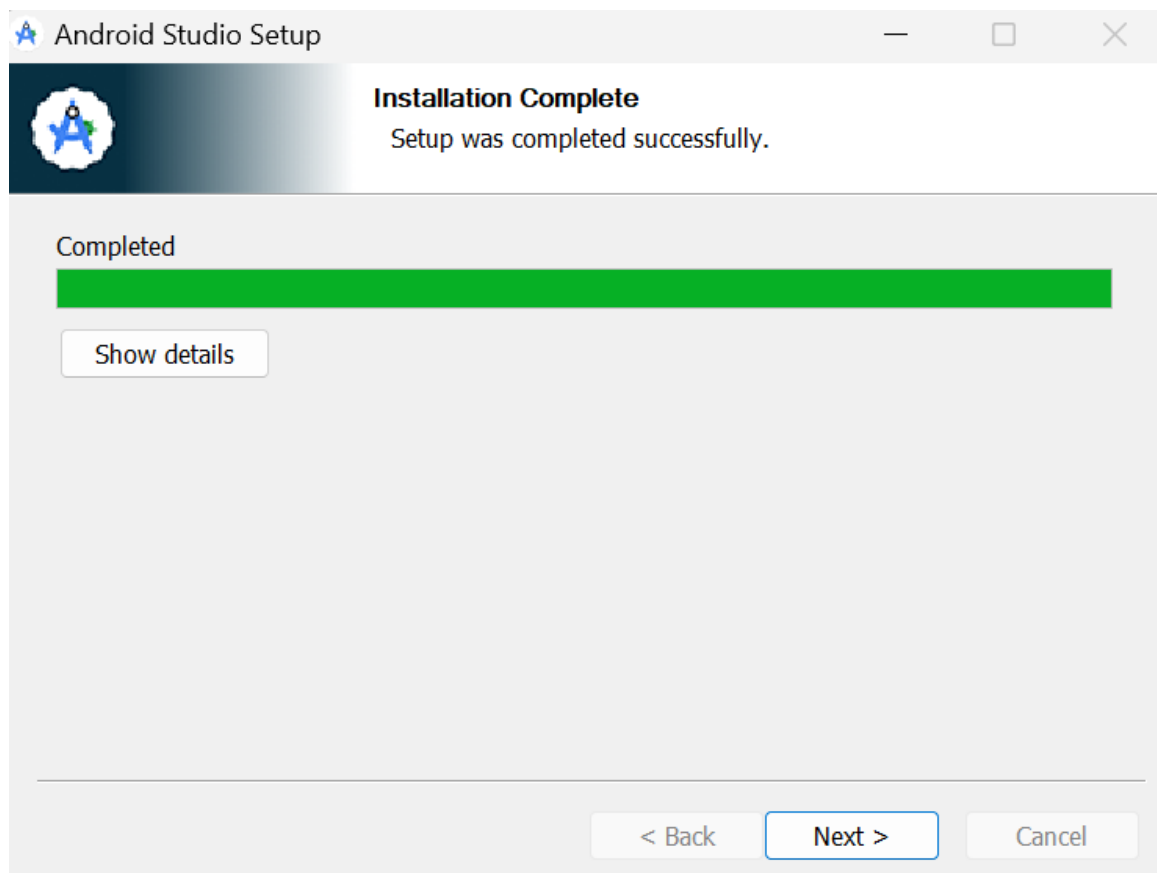 Android Studio Setup
Installation Complete
Setup was completed successfully.
Completed
Show details
< Back
Next >
Cancel